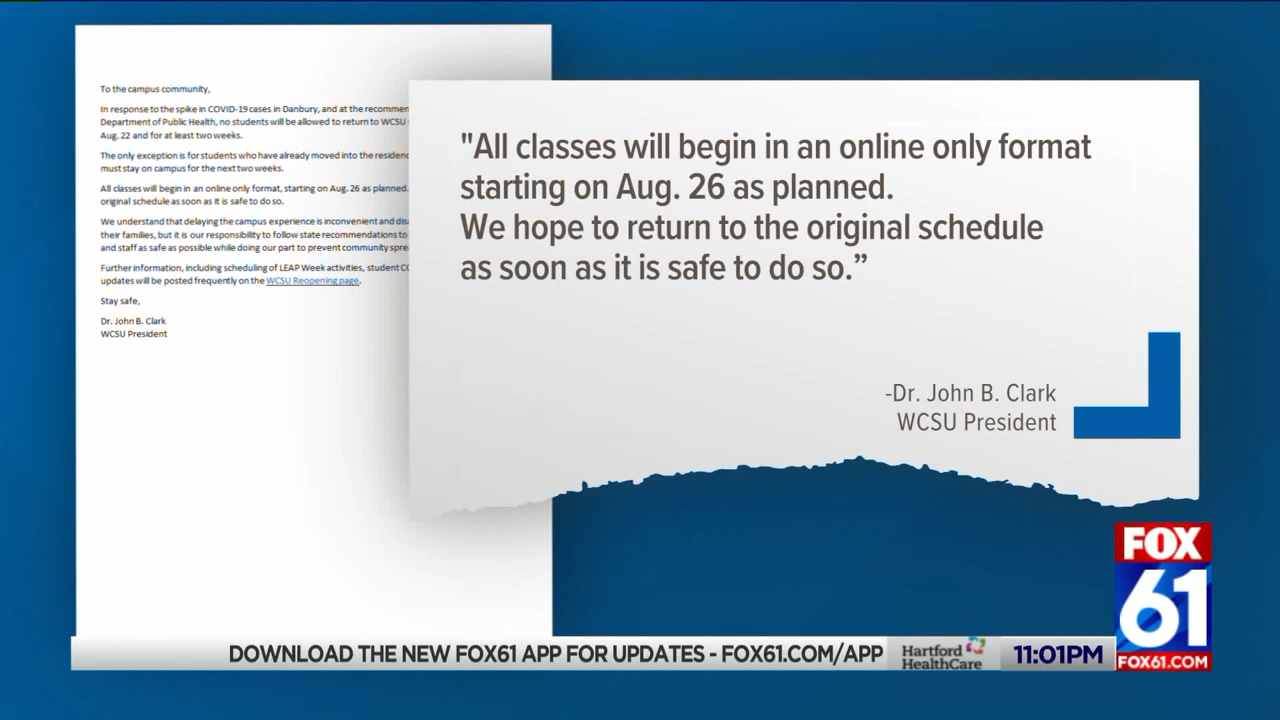 To the campus community,
In response to the spike in COVID-19 cases in Danbury, and at the
Department of Public Health, no students will be allowed to return to WCSU
Aug. 22 and for at least two weeks.
The only exception is for students who have already moved into the
must stay on campus for the next two weeks.
All classes will begin in an online only format, starting on Aug. 26 as planned.
original schedule as soon as it is safe to do so.
We understand that delaying the campus experience is inconvenient and
their families, but it is our responsibility to follow state recommendations to
and staff as safe as possible while doing our part to prevent community
Further information, including scheduling of LEAP Week activities, student
updates will be posted frequently on the WCSU Reopening page.
Stay safe,
Dr. John B. Clark
WCSU President
"All classes will begin in an online only format
starting on Aug. 26 as planned.
We hope to return to the original schedule
as soon as it is safe to do so.”
-Dr. John B. Clark
WCSU President
FOX
61
FOX61.COM
DOWNLOAD THE NEW FOX61 APP FOR UPDATES - FOX61.COM/APP
Hartford
HealthCare
11:01PM